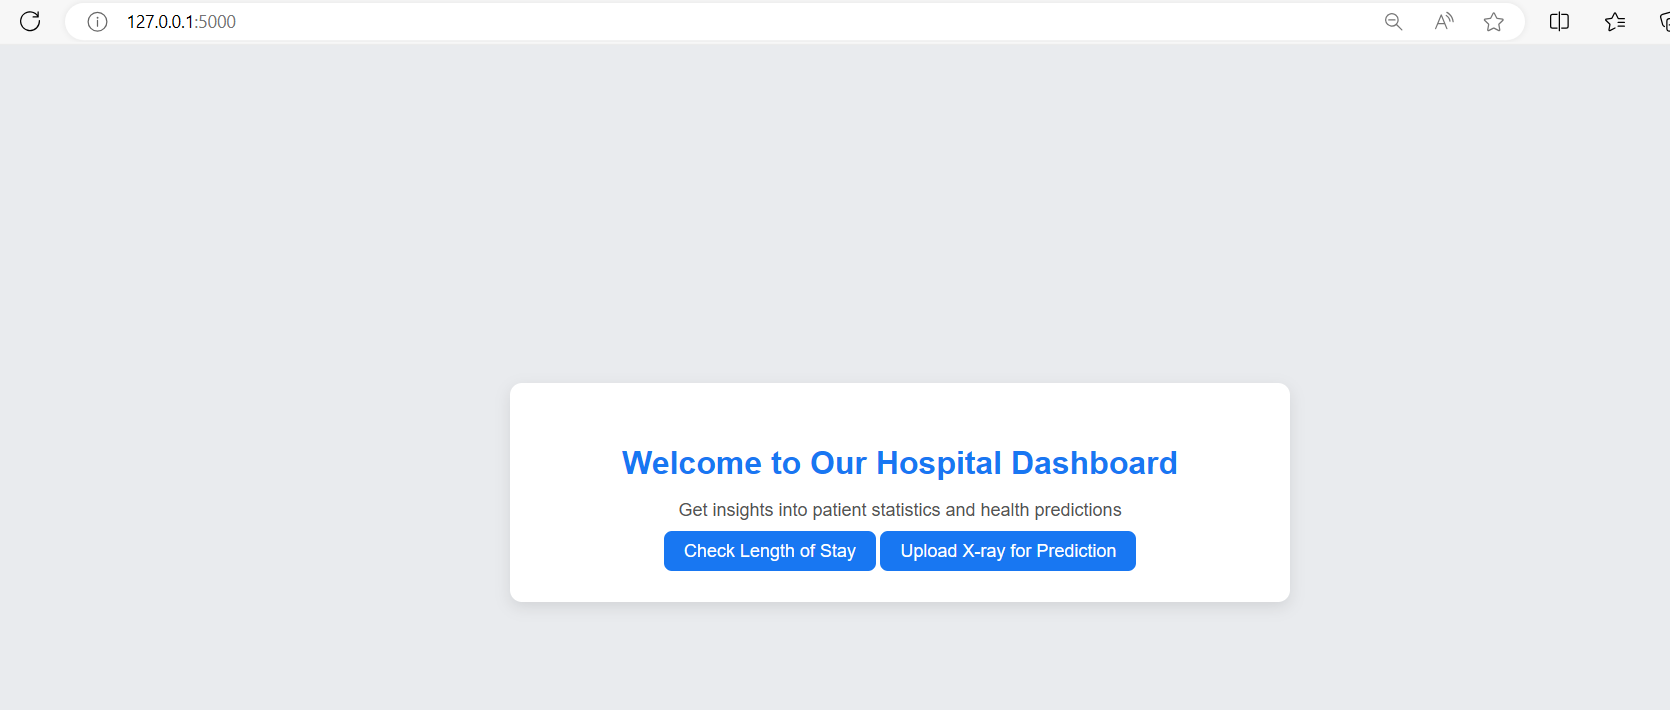 127.0.0.1:5000
Welcome to Our Hospital Dashboard
Get insights into patient statistics and health predictions
Check Length of Stay Upload X-ray for Prediction